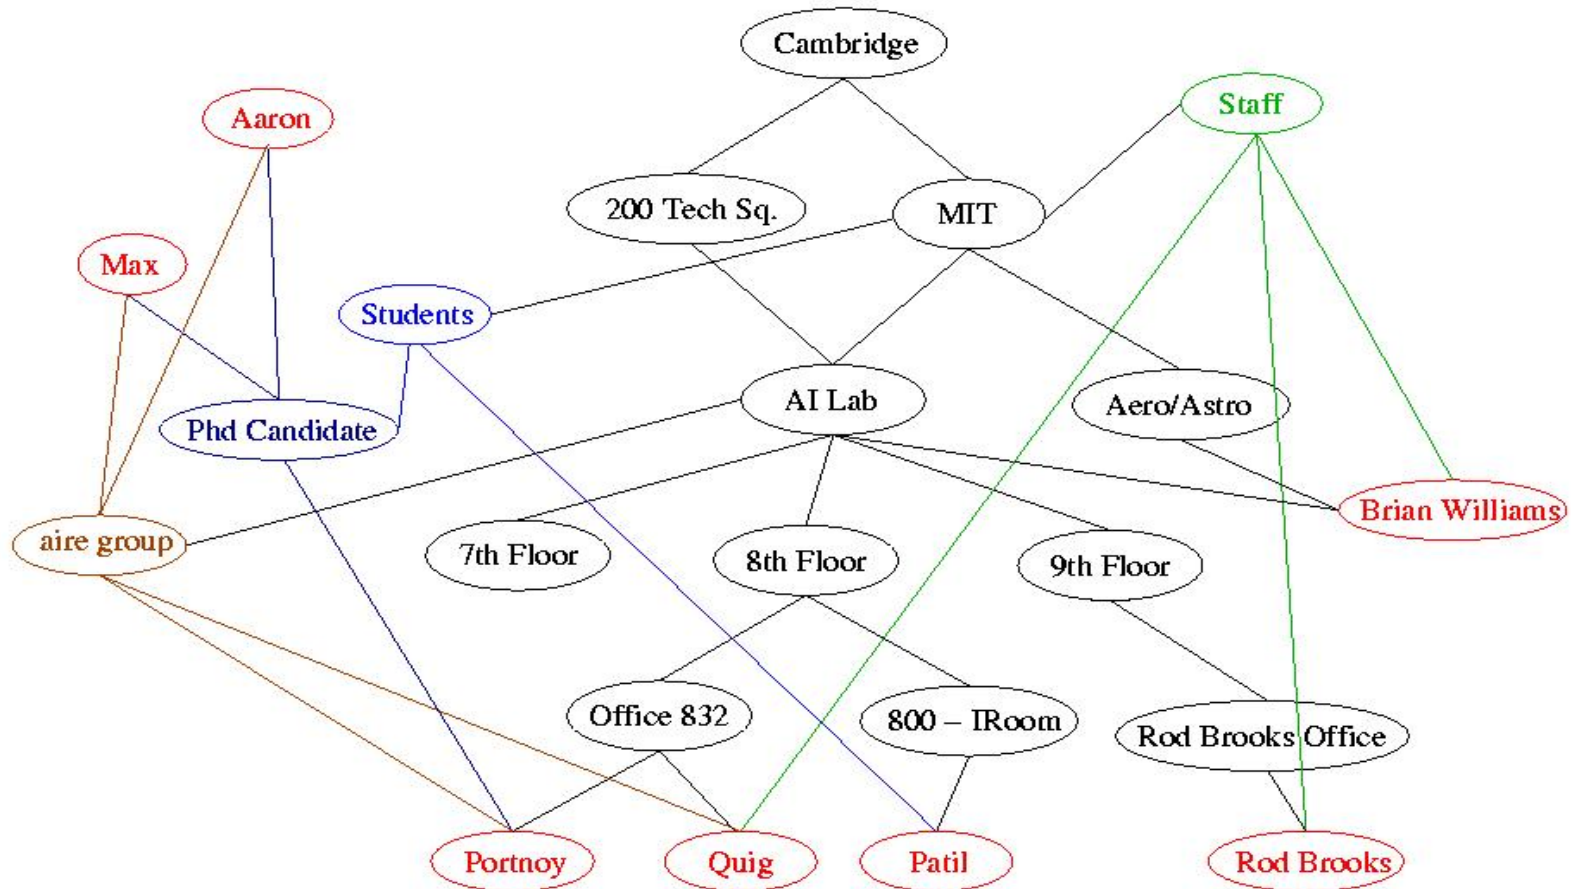 Cambridge
Staff
Aaron
200 Tech Sq.
MIT
Max
Students
AI Lab
Aero/Astro
Phd Candidate
Brian Williams
aire group
7th Floor
8th Floor
9th Floor
Office 832
800 – IRoom
Rod Brooks Office
Portnoy
Quig
Patil
Rod Brooks